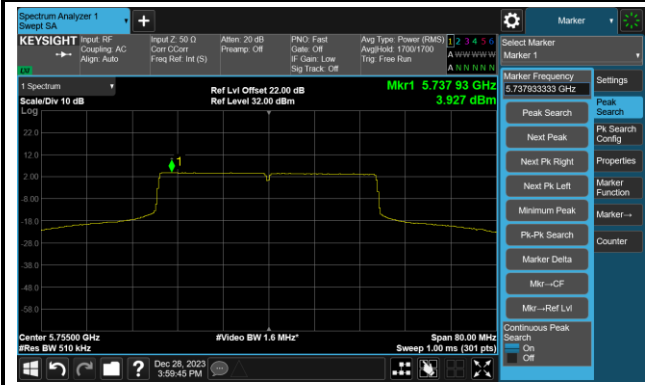 Spectrum Analyzer 1
Swept SA
+
Marker
KEYSIGHT
Input: RF
Coupling: AC
Align: Auto
Input Z: 50 Ω
Corr CCorr
Freq Ref: Int (S)
Atten: 20 dB
Preamp: Off
PNO: Fast
Gate: Off
IF Gain: Low
Sig Track: Off
Avg Type: Power (RMS)
Avg|Hold: 1700/1700
Trig: Free Run
1 2 3 4 5 6
A W W W W W
A N N N N N
LXI
Select Marker
Marker 1
1 Spectrum
Scale/Div 10 dB
Log
Ref Lvl Offset 22.00 dB
Ref Level 32.00 dBm
Mkr1 5.737 93 GHz
3.927 dBm
22.0
12.0
2.00
-8.00
-18.0
-28.0
-38.0
-48.0
-58.0
1
Center 5.75500 GHz
#Res BW 510 kHz
#Video BW 1.6 MHz*
Span 80.00 MHz
Sweep 1.00 ms (301 pts)
Marker Frequency
5.737933333 GHz
Peak Search
Next Peak
Next Pk Right
Next Pk Left
Minimum Peak
Pk-Pk Search
Marker Delta
Mkr→CF
Mkr→Ref Lvl
Continuous Peak
Search
On
Off
Settings
Peak
Search
Pk Search
Config
Properties
Marker
Function
Marker→
Counter
?
Dec 28, 2023
3:59:45 PM